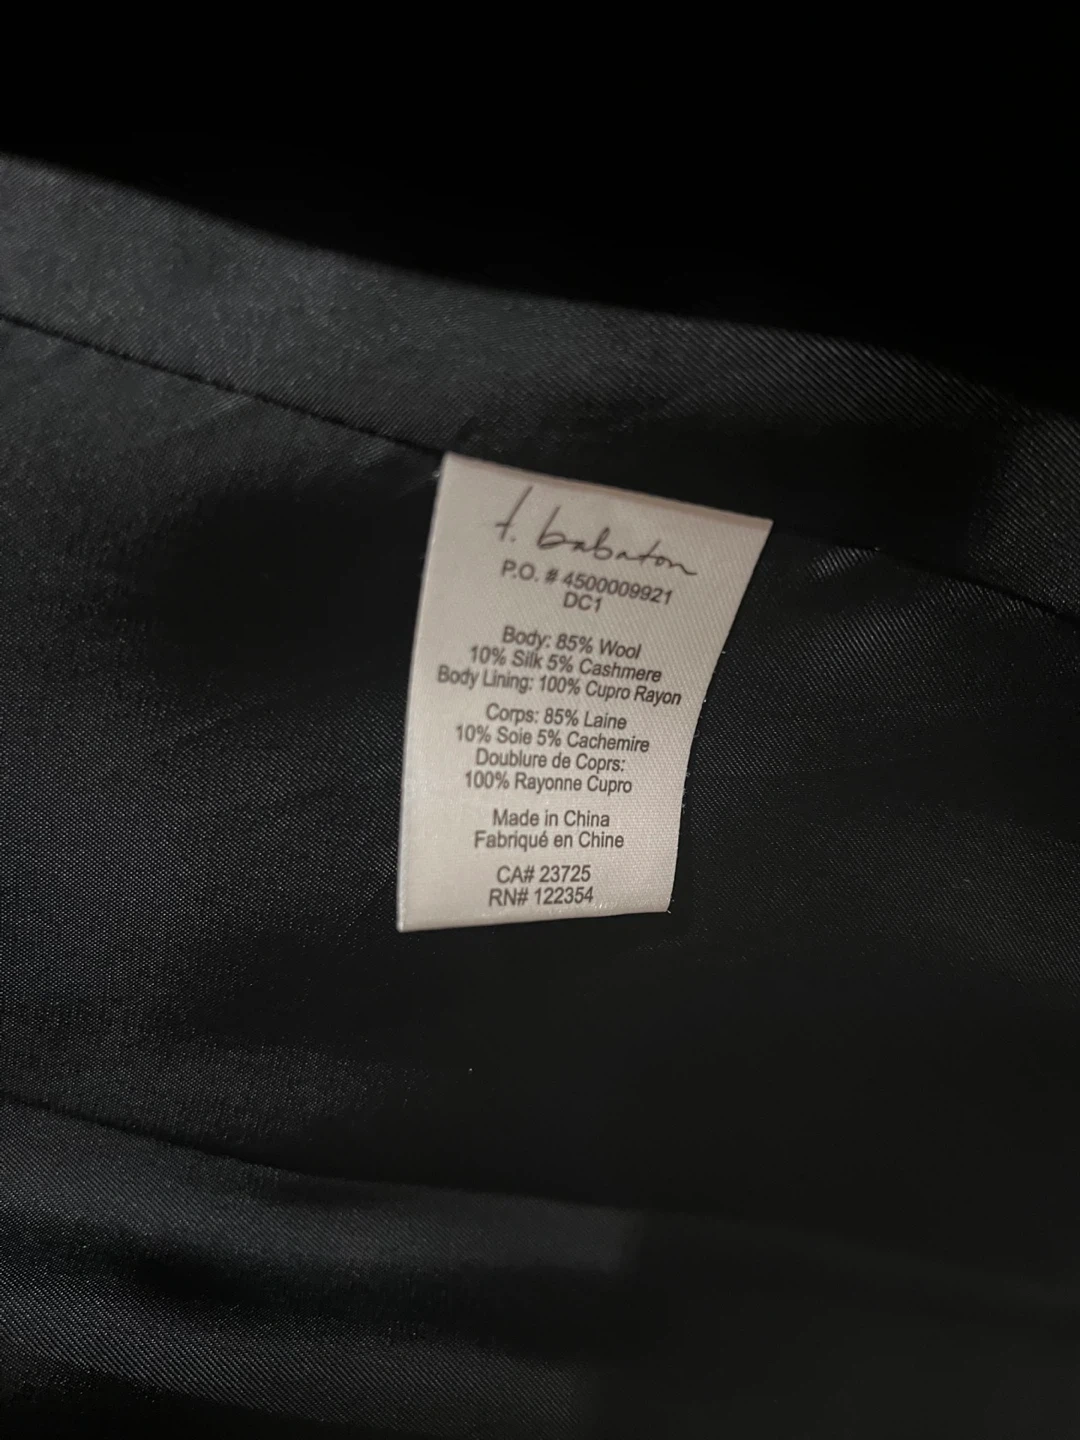 t. babaton
P.O. # 4500009921
DC1
Body: 85% Wool
10% Silk 5% Cashmere
Body Lining: 100% Cupro Rayon
Corps: 85% Laine
10% Soie 5% Cachemire
Doublure de Coprs:
100% Rayonne Cupro
Made in China
Fabriqué en Chine
CA# 23725
RN# 122354